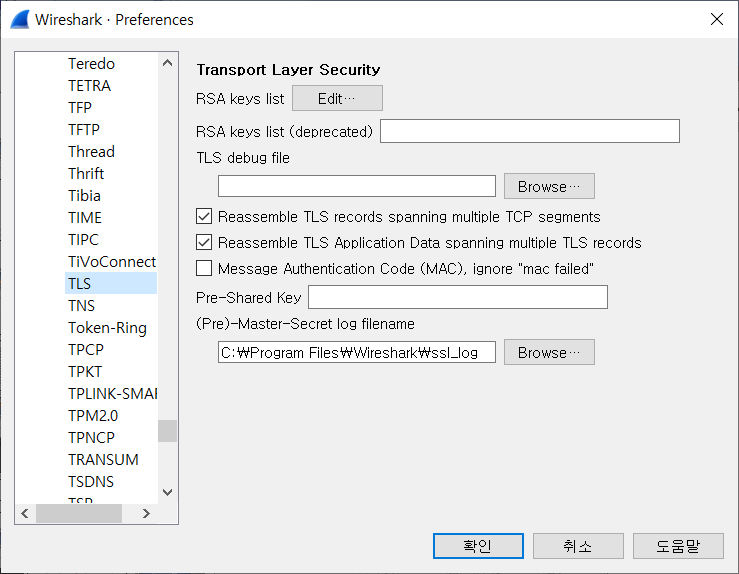 Wireshark · Preferences
Teredo
TETRA
TFP
TFTP
Thread
Thrift
Tibia
TIME
TIPC
TiVoConnect
TLS
TNS
Token-Ring
TPCP
TPKT
TPLINK-SMAR
TPM2.0
TPNCP
TRANSUM
TSDNS
TSP
Transport Layer Security
RSA keys list Edit...
RSA keys list (deprecated)
TLS debug file
Browse...
Reassemble TLS records spanning multiple TCP segments
Reassemble TLS Application Data spanning multiple TLS records
Message Authentication Code (MAC), ignore "mac failed"
Pre-Shared Key
(Pre)-Master-Secret log filename
C:₩Program Files₩Wireshark₩ssl_log Browse...
확인 취소 도움말